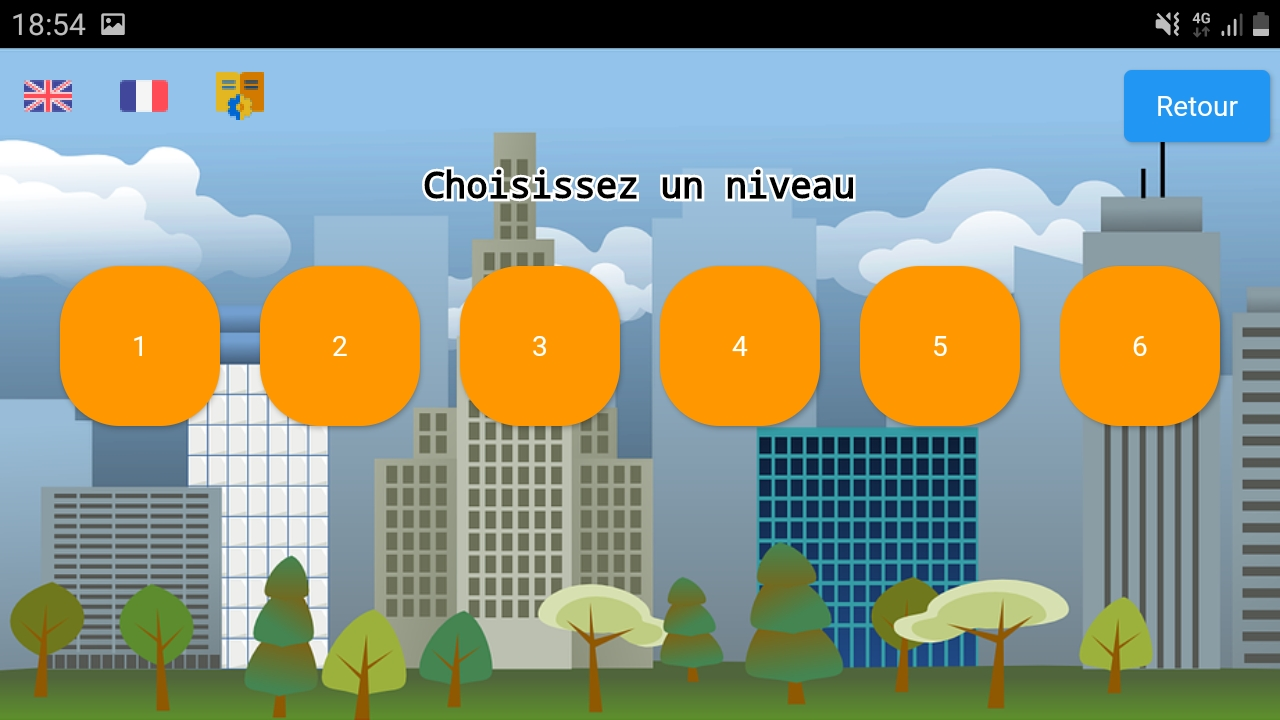 18:54
4G
Retour
Choisissez un niveau
1 2 3 4 5 6